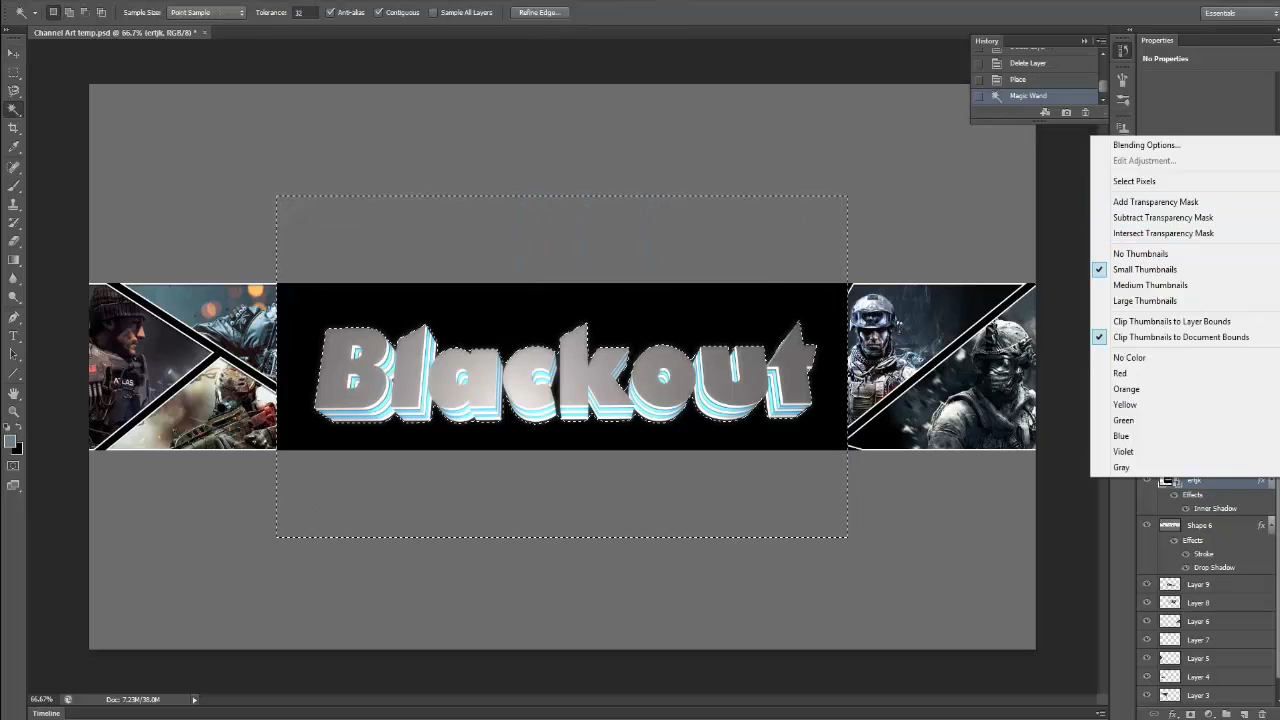 Sample Size: Point Sample Tolerance: 32 Anti-alias Contiguous Sample All Layers Refine Edge... Essentials
Channel Art temp.psd @ 66.7% (ertjk, RGB/8) * ×
History
Delete Layer
Place
Magic Wand
Properties
No Properties
Blending Options...
Edit Adjustment...
Select Pixels
Add Transparency Mask
Subtract Transparency Mask
Intersect Transparency Mask
No Thumbnails
Small Thumbnails
Medium Thumbnails
Large Thumbnails
Clip Thumbnails to Layer Bounds
Clip Thumbnails to Document Bounds
No Color
Red
Orange
Yellow
Green
Blue
Violet
Gray
ATLAS
Blackout
ertjk fx
Effects
Inner Shadow
Shape 6 fx
Effects
Stroke
Drop Shadow
Layer 9
Layer 8
Layer 6
Layer 7
Layer 5
Layer 4
Layer 3
66.67% Doc: 7.23M/38.0M
Timeline